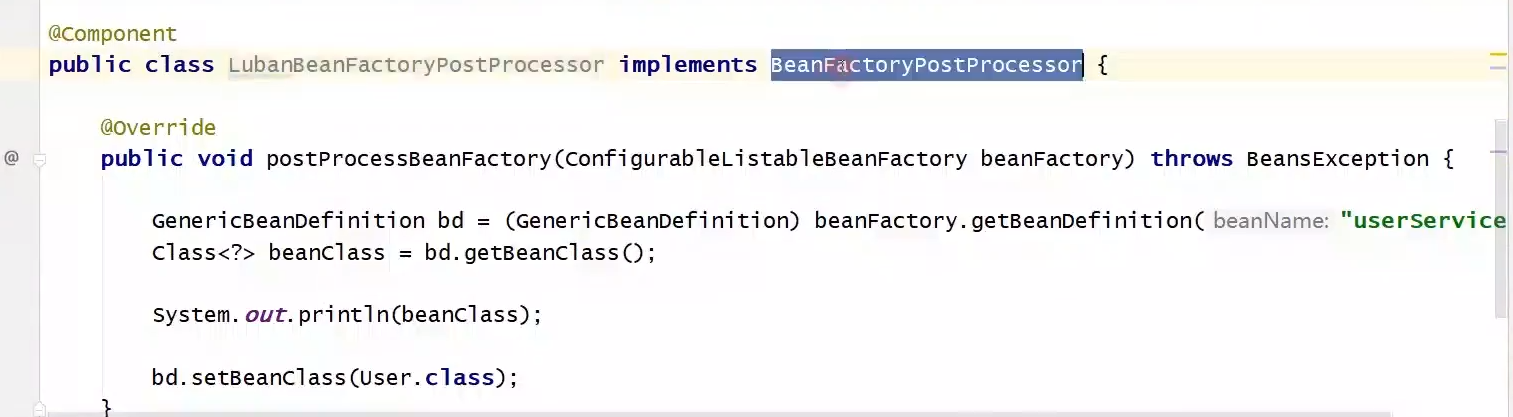 @Component
public class LubanBeanFactoryPostProcessor implements BeanFactoryPostProcessor {
@Override
@ public void postProcessBeanFactory(ConfigurableListableBeanFactory beanFactory) throws BeansException {
GenericBeanDefinition bd = (GenericBeanDefinition) beanFactory.getBeanDefinition( beanName: "userService
Class<?> beanClass = bd.getBeanClass();
System.out.println(beanClass);
bd.setBeanClass(User.class);
}